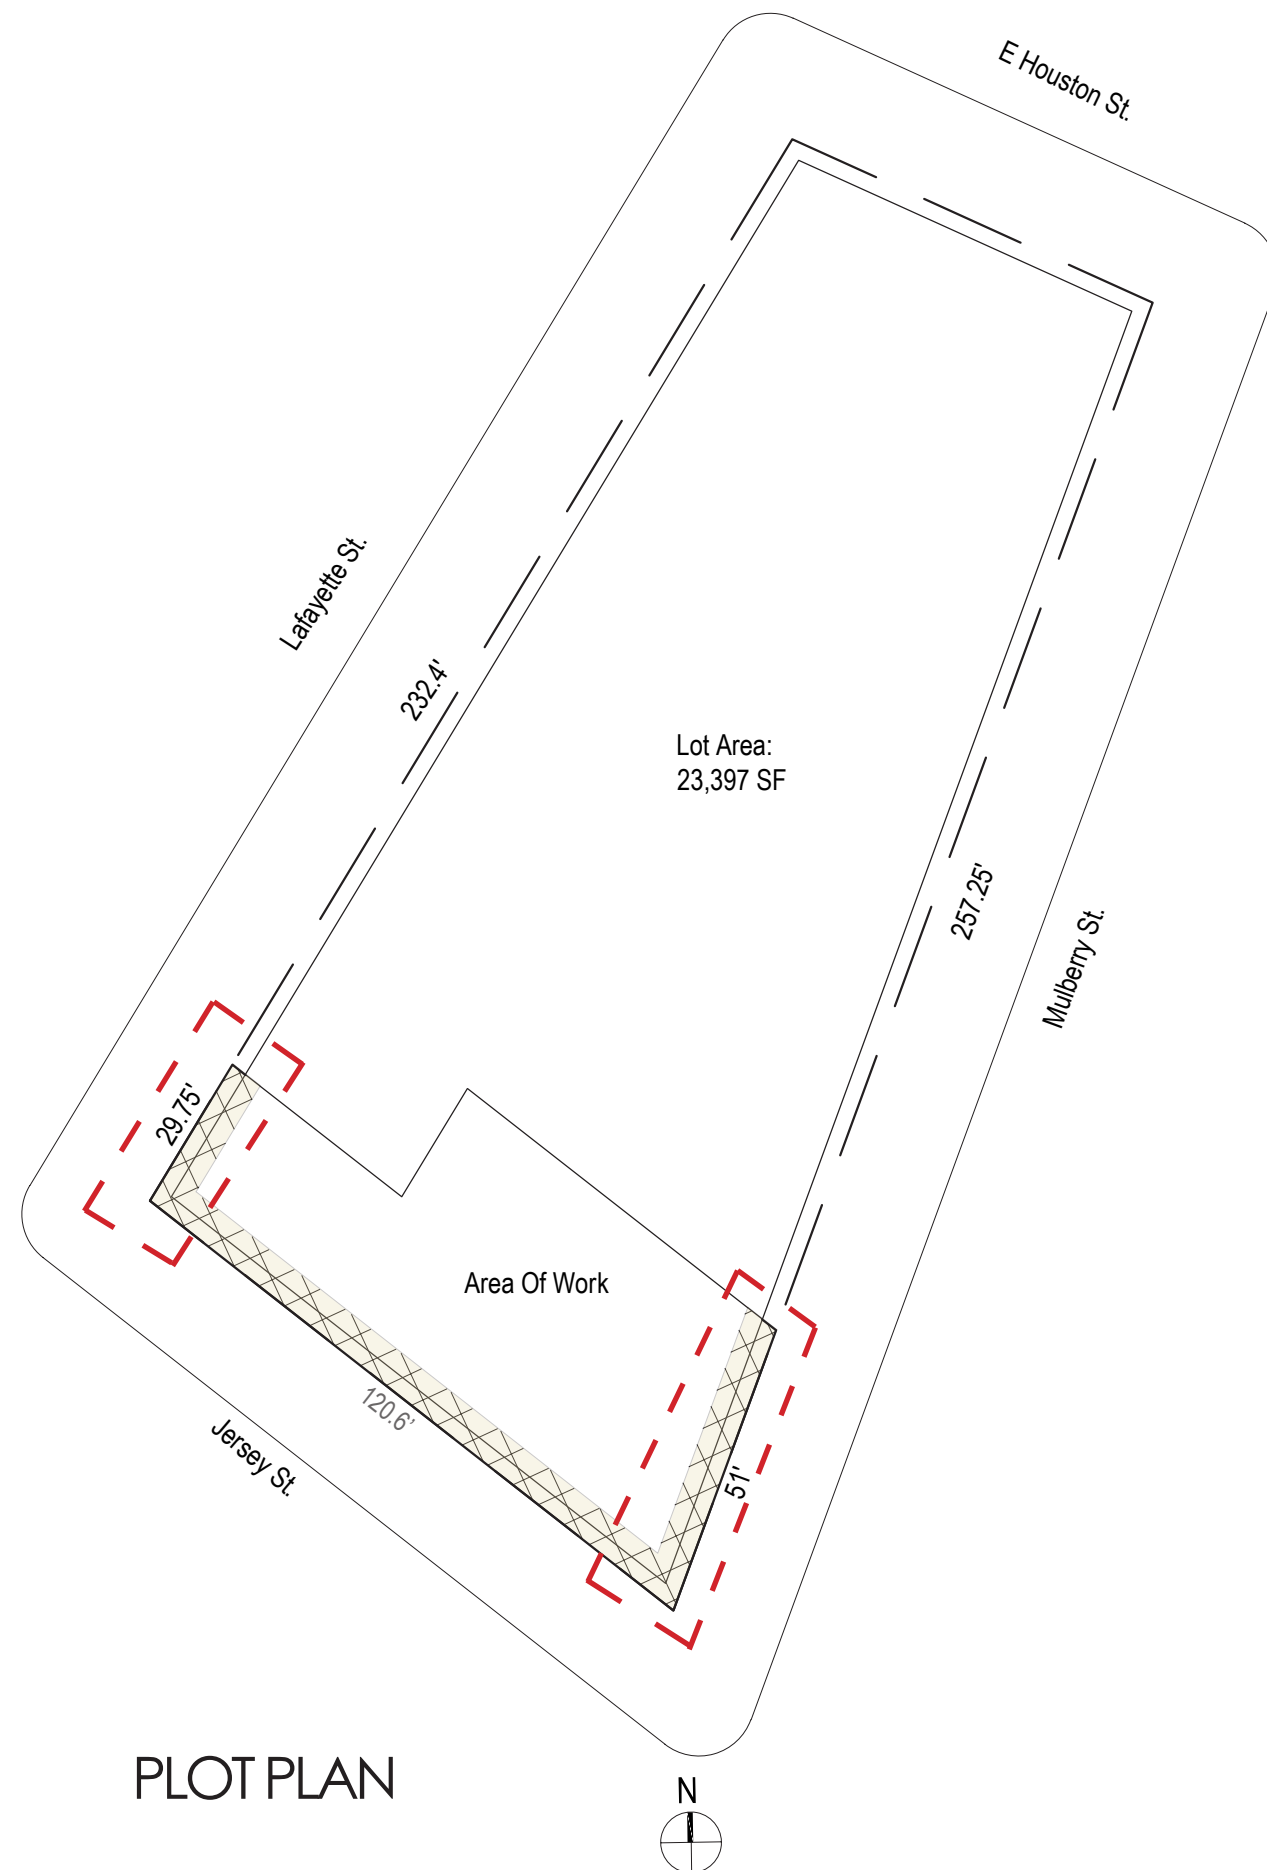 E Houston St.
Lafayette St.
232.4'
Lot Area:
23,397 SF
257.25'
Mulberry St.
29.75'
Area Of Work
120.6'
51'
Jersey St.
PLOT PLAN
N